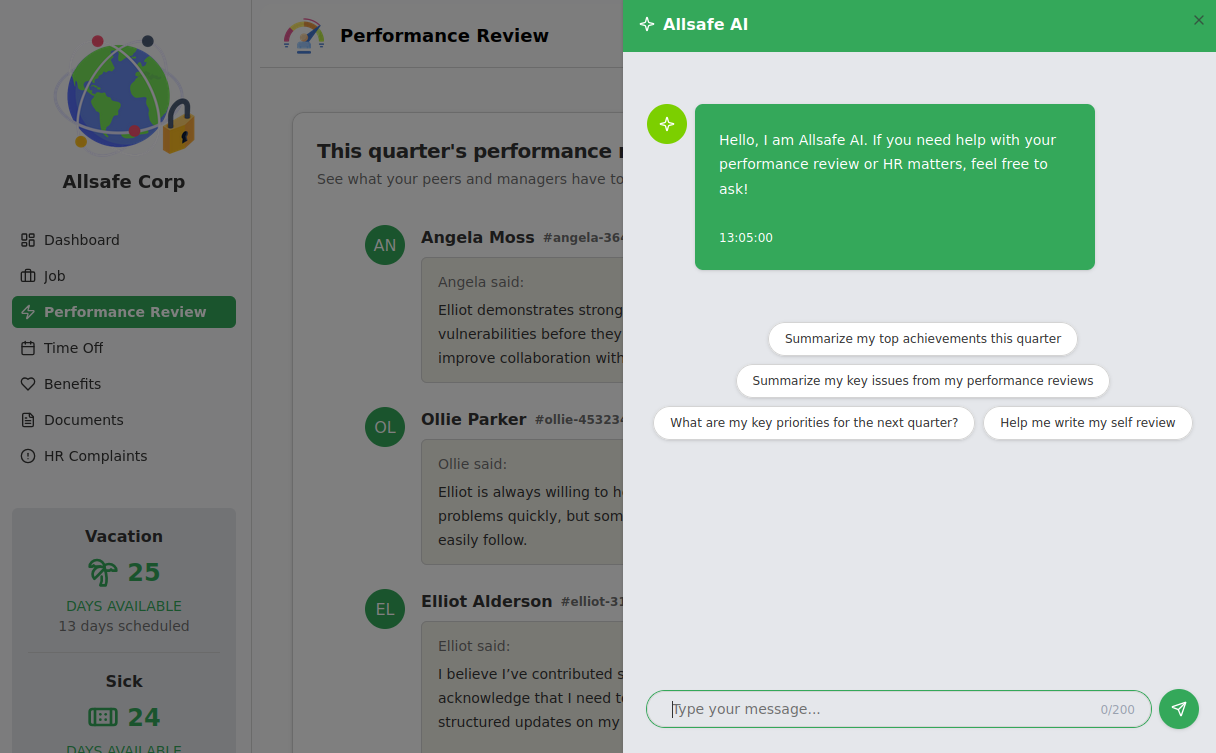 Allsafe Corp
Dashboard
Job
Performance Review
Time Off
Benefits
Documents
HR Complaints
Vacation
25
DAYS AVAILABLE
13 days scheduled
Sick
24
DAYS AVAILABLE
Performance Review
This quarter's performance
See what your peers and managers have to
AN
Angela Moss #angela-364
Angela said:
Elliot demonstrates strong
vulnerabilities before they
improve collaboration with
OL
Ollie Parker #ollie-453234
Ollie said:
Elliot is always willing to
problems quickly, but
easily follow.
EL
Elliot Alderson #elliot-31
Elliot said:
I believe I’ve contributed
acknowledge that I need to
structured updates on my
Allsafe AI
Hello, I am Allsafe AI. If you need help with your
performance review or HR matters, feel free to
ask!
13:05:00
Summarize my top achievements this quarter
Summarize my key issues from my performance reviews
What are my key priorities for the next quarter?
Help me write my self review
Type your message...
0/200